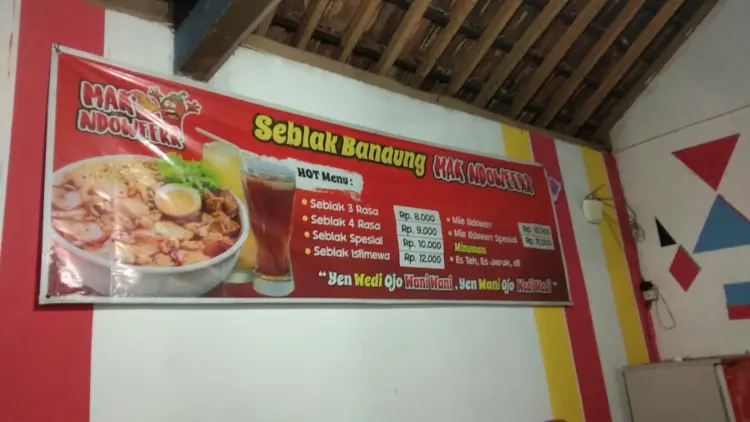 MAK
NDOWEERR
Seblak Bandung MAK NDOWEERR
HOT Menu :
• Seblak 3 Rasa Rp. 8.000
• Seblak 4 Rasa Rp. 9.000
• Seblak Spesial Rp. 10.000
• Seblak Istimewa Rp. 12.000
• Mie Ndowerr
• Mie Ndowerr Spesial
Minuman
• Es Teh, Es Jeruk, dll
“Yen Wedi Ojo Wani Wani , Yen Wani Ojo Wedi Wedi”